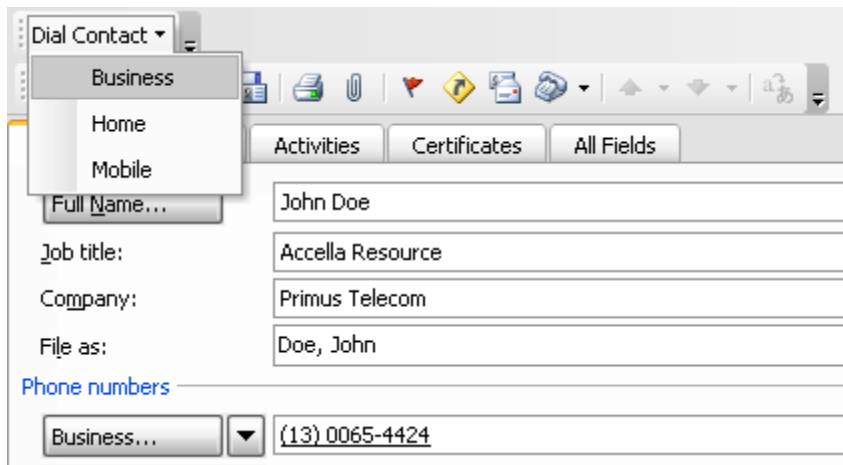 Dial Contact
Business
Home
Mobile
Activities Certificates All Fields
Full Name... John Doe
Job title: Accella Resource
Company: Primus Telecom
File as: Doe, John
Phone numbers
Business... (13) 0065-4424